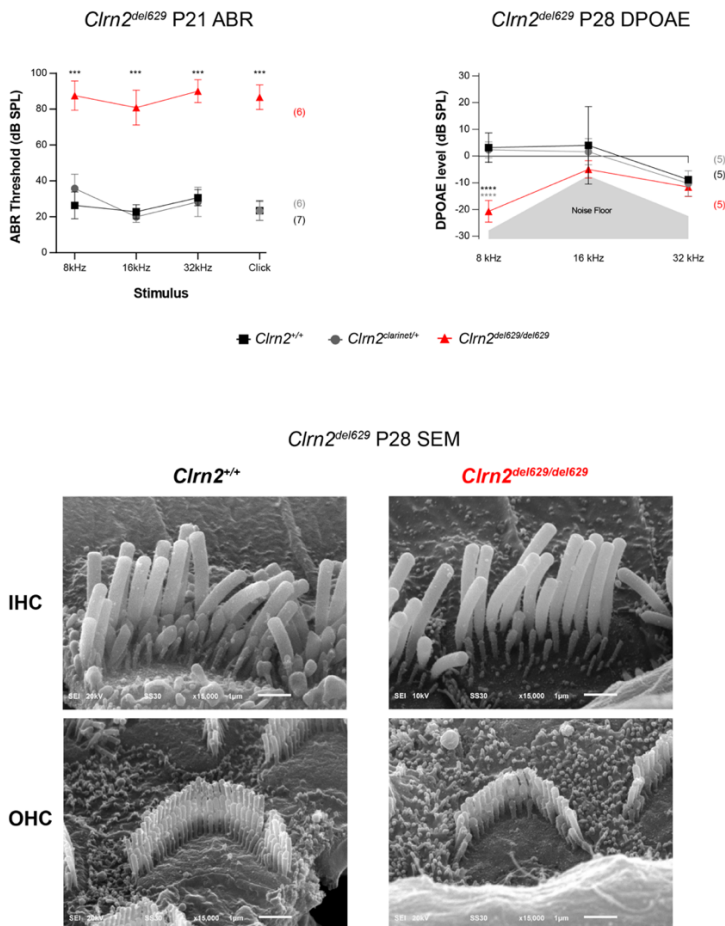 Clrn2del629 P21 ABR
ABR Threshold (dB SPL)
100
80
60
40
20
0
***
***
***
***
(6)
(6)
(7)
8kHz
16kHz
32kHz
Click
Stimulus
Clrn2del629 P28 DPOAE
DPOAE level (dB SPL)
30
20
10
0
-10
-20
-30
****
****
Noise Floor
(5)
(5)
(5)
8 kHz
16 kHz
32 kHz
Clrn2+/+
Clrn2clarinet/+
Clrn2del629/del629
Clrn2del629 P28 SEM
Clrn2+/+
Clrn2del629/del629
IHC
SEI 20kV SS30 x15,000 1µm
SEI 10kV SS30 x15,000 1µm
OHC
SEI 20kV SS30 x15,000 1µm
SEI 20kV SS30 x15,000 1µm